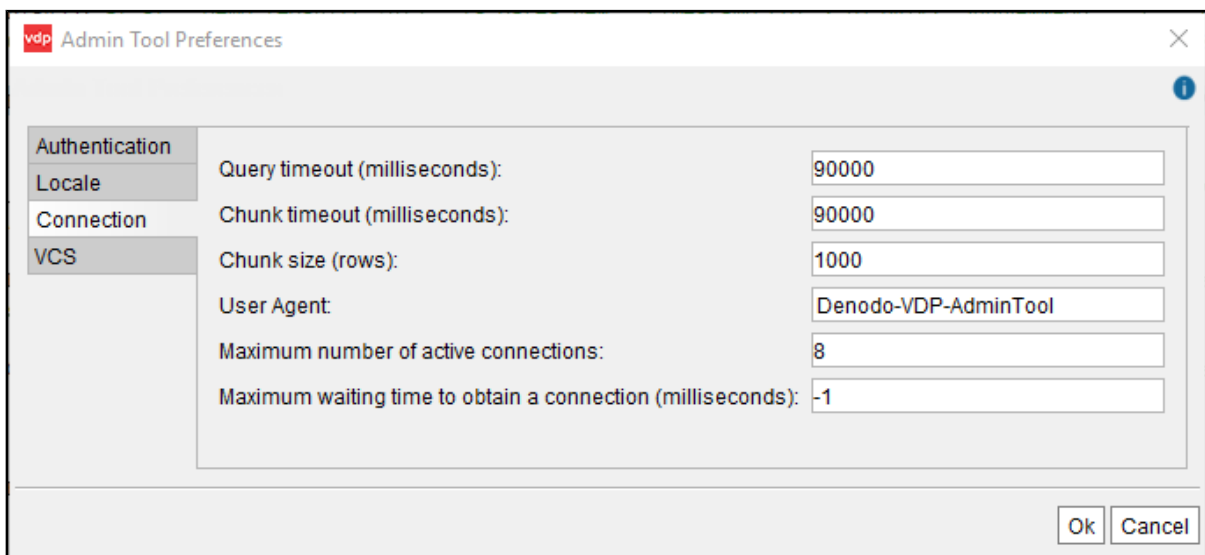 vdp Admin Tool Preferences
i
Authentication
Locale
Connection
VCS
Query timeout (milliseconds): 90000
Chunk timeout (milliseconds): 90000
Chunk size (rows): 1000
User Agent: Denodo-VDP-AdminTool
Maximum number of active connections: 8
Maximum waiting time to obtain a connection (milliseconds): -1
Ok Cancel